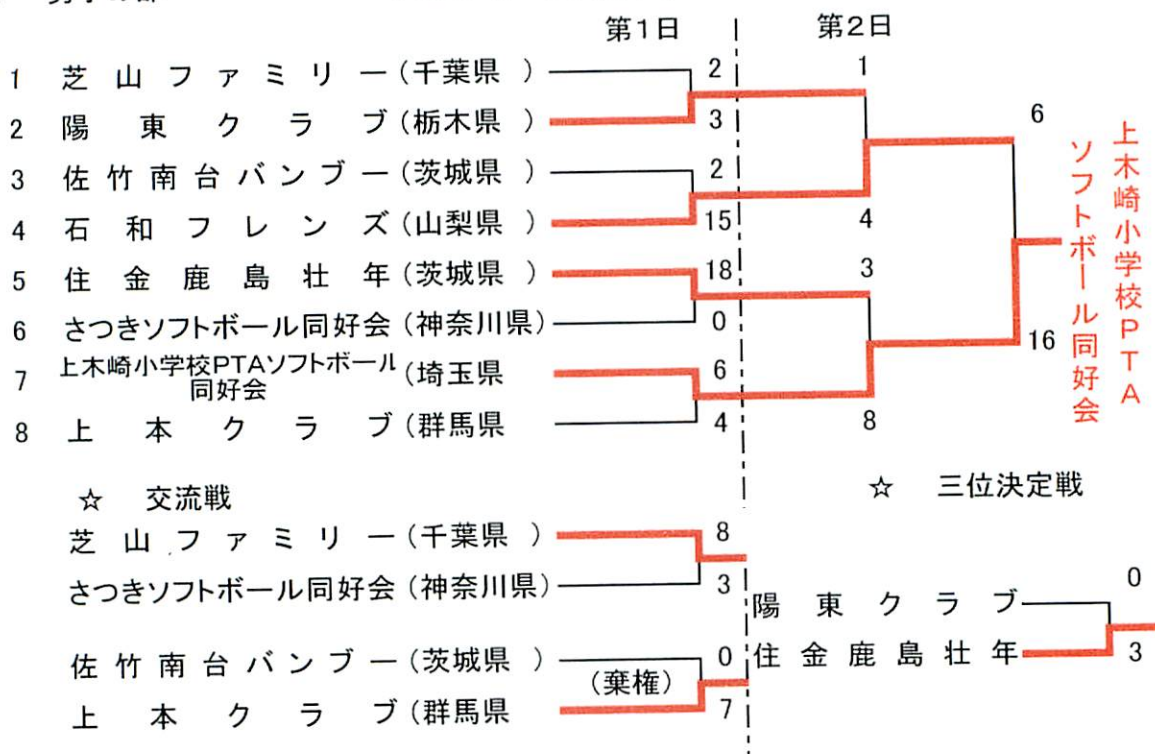 第1日 第2日
1 芝山ファミリー(千葉県 ) 2 1
2 陽東クラブ(栃木県 ) 3 6
3 佐竹南台バンブー(茨城県 ) 2
4 石和フレンズ(山梨県 ) 15 4
5 住金鹿島壮年(茨城県 ) 18 3
6 さつきソフトボール同好会(神奈川県) 0
7 上木崎小学校PTAソフトボール
同好会 (埼玉県 6 16
8 上本クラブ(群馬県 4 8
上木崎小学校PTA
ソフトボール同好会
☆ 交流戦
芝山ファミリー(千葉県 ) 8
さつきソフトボール同好会(神奈川県) 3
佐竹南台バンブー(茨城県 ) 0
(棄権)
上本クラブ(群馬県 7
☆ 三位決定戦
陽東クラブ 0
住金鹿島壮年 3